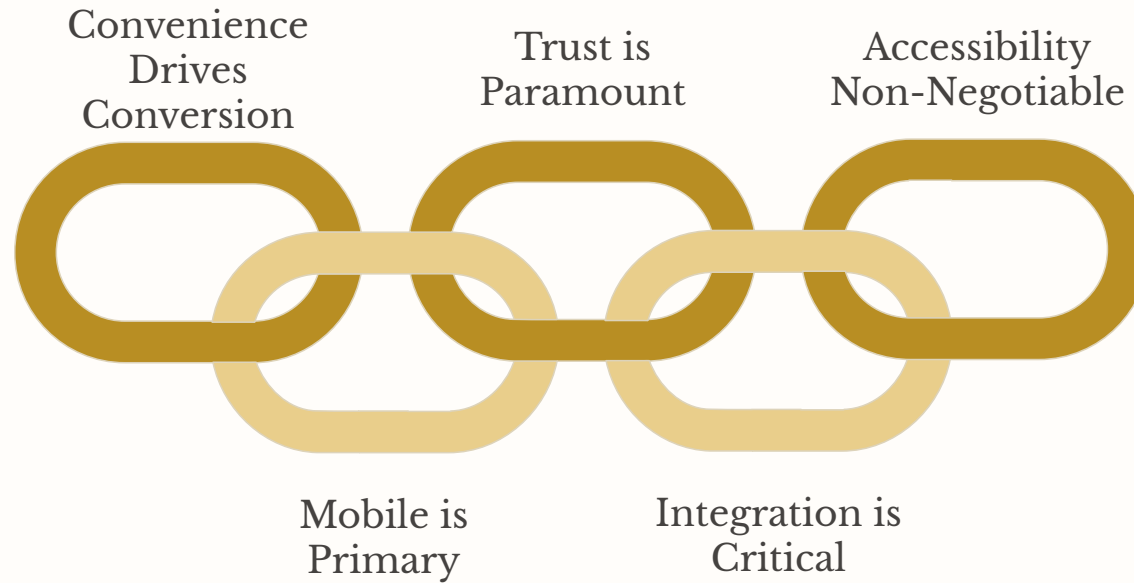 Convenience
Drives
Conversion
Trust is
Paramount
Accessibility
Non-Negotiable
Mobile is
Primary
Integration is
Critical